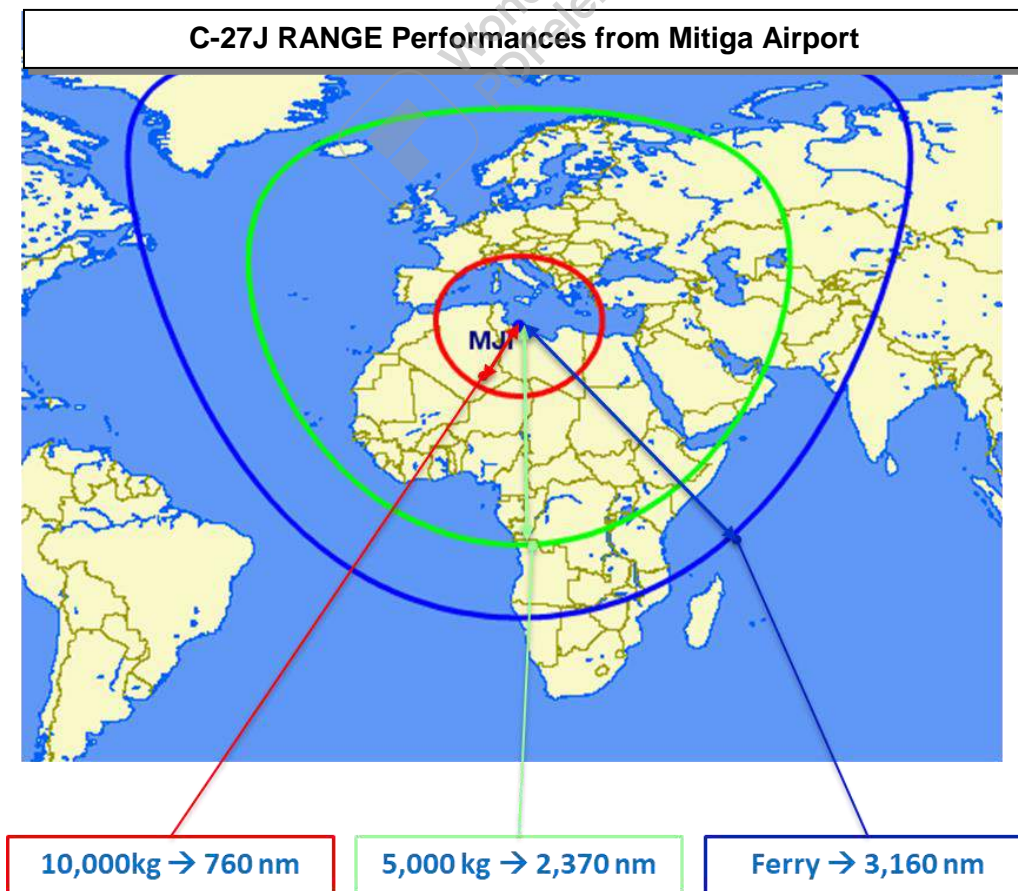 C-27J RANGE Performances from Mitiga Airport
MJI
10,000kg → 760 nm
5,000 kg → 2,370 nm
Ferry → 3,160 nm